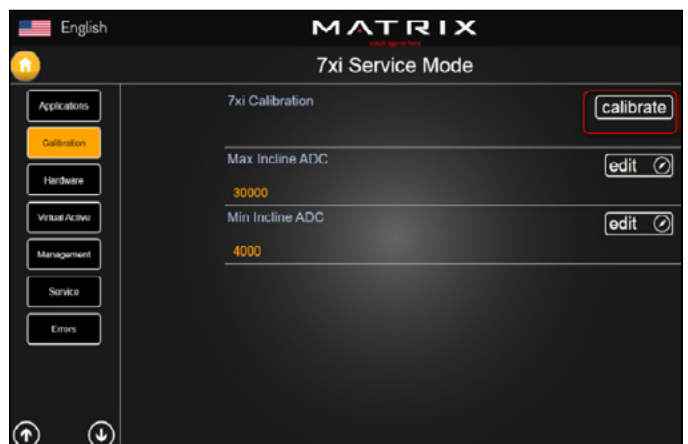 English
MATRIX
7xi Service Mode
Applications
Calibration
Hardware
Virtual Active
Management
Service
Errors
7xi Calibration
calibrate
Max Incline ADC
edit
30000
Min Incline ADC
edit
4000